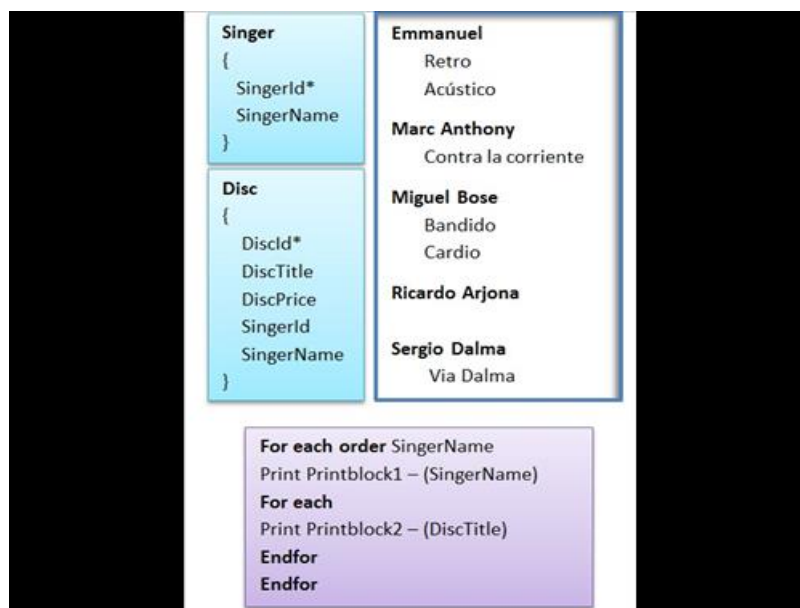 Singer
{
SingerId*
SingerName
}
Disc
{
DiscId*
DiscTitle
DiscPrice
SingerId
SingerName
}
Emmanuel
Retro
Acústico
Marc Anthony
Contra la corriente
Miguel Bose
Bandido
Cardio
Ricardo Arjona
Sergio Dalma
Via Dalma
For each order SingerName
Print Printblock1 – (SingerName)
For each
Print Printblock2 – (DiscTitle)
Endfor
Endfor